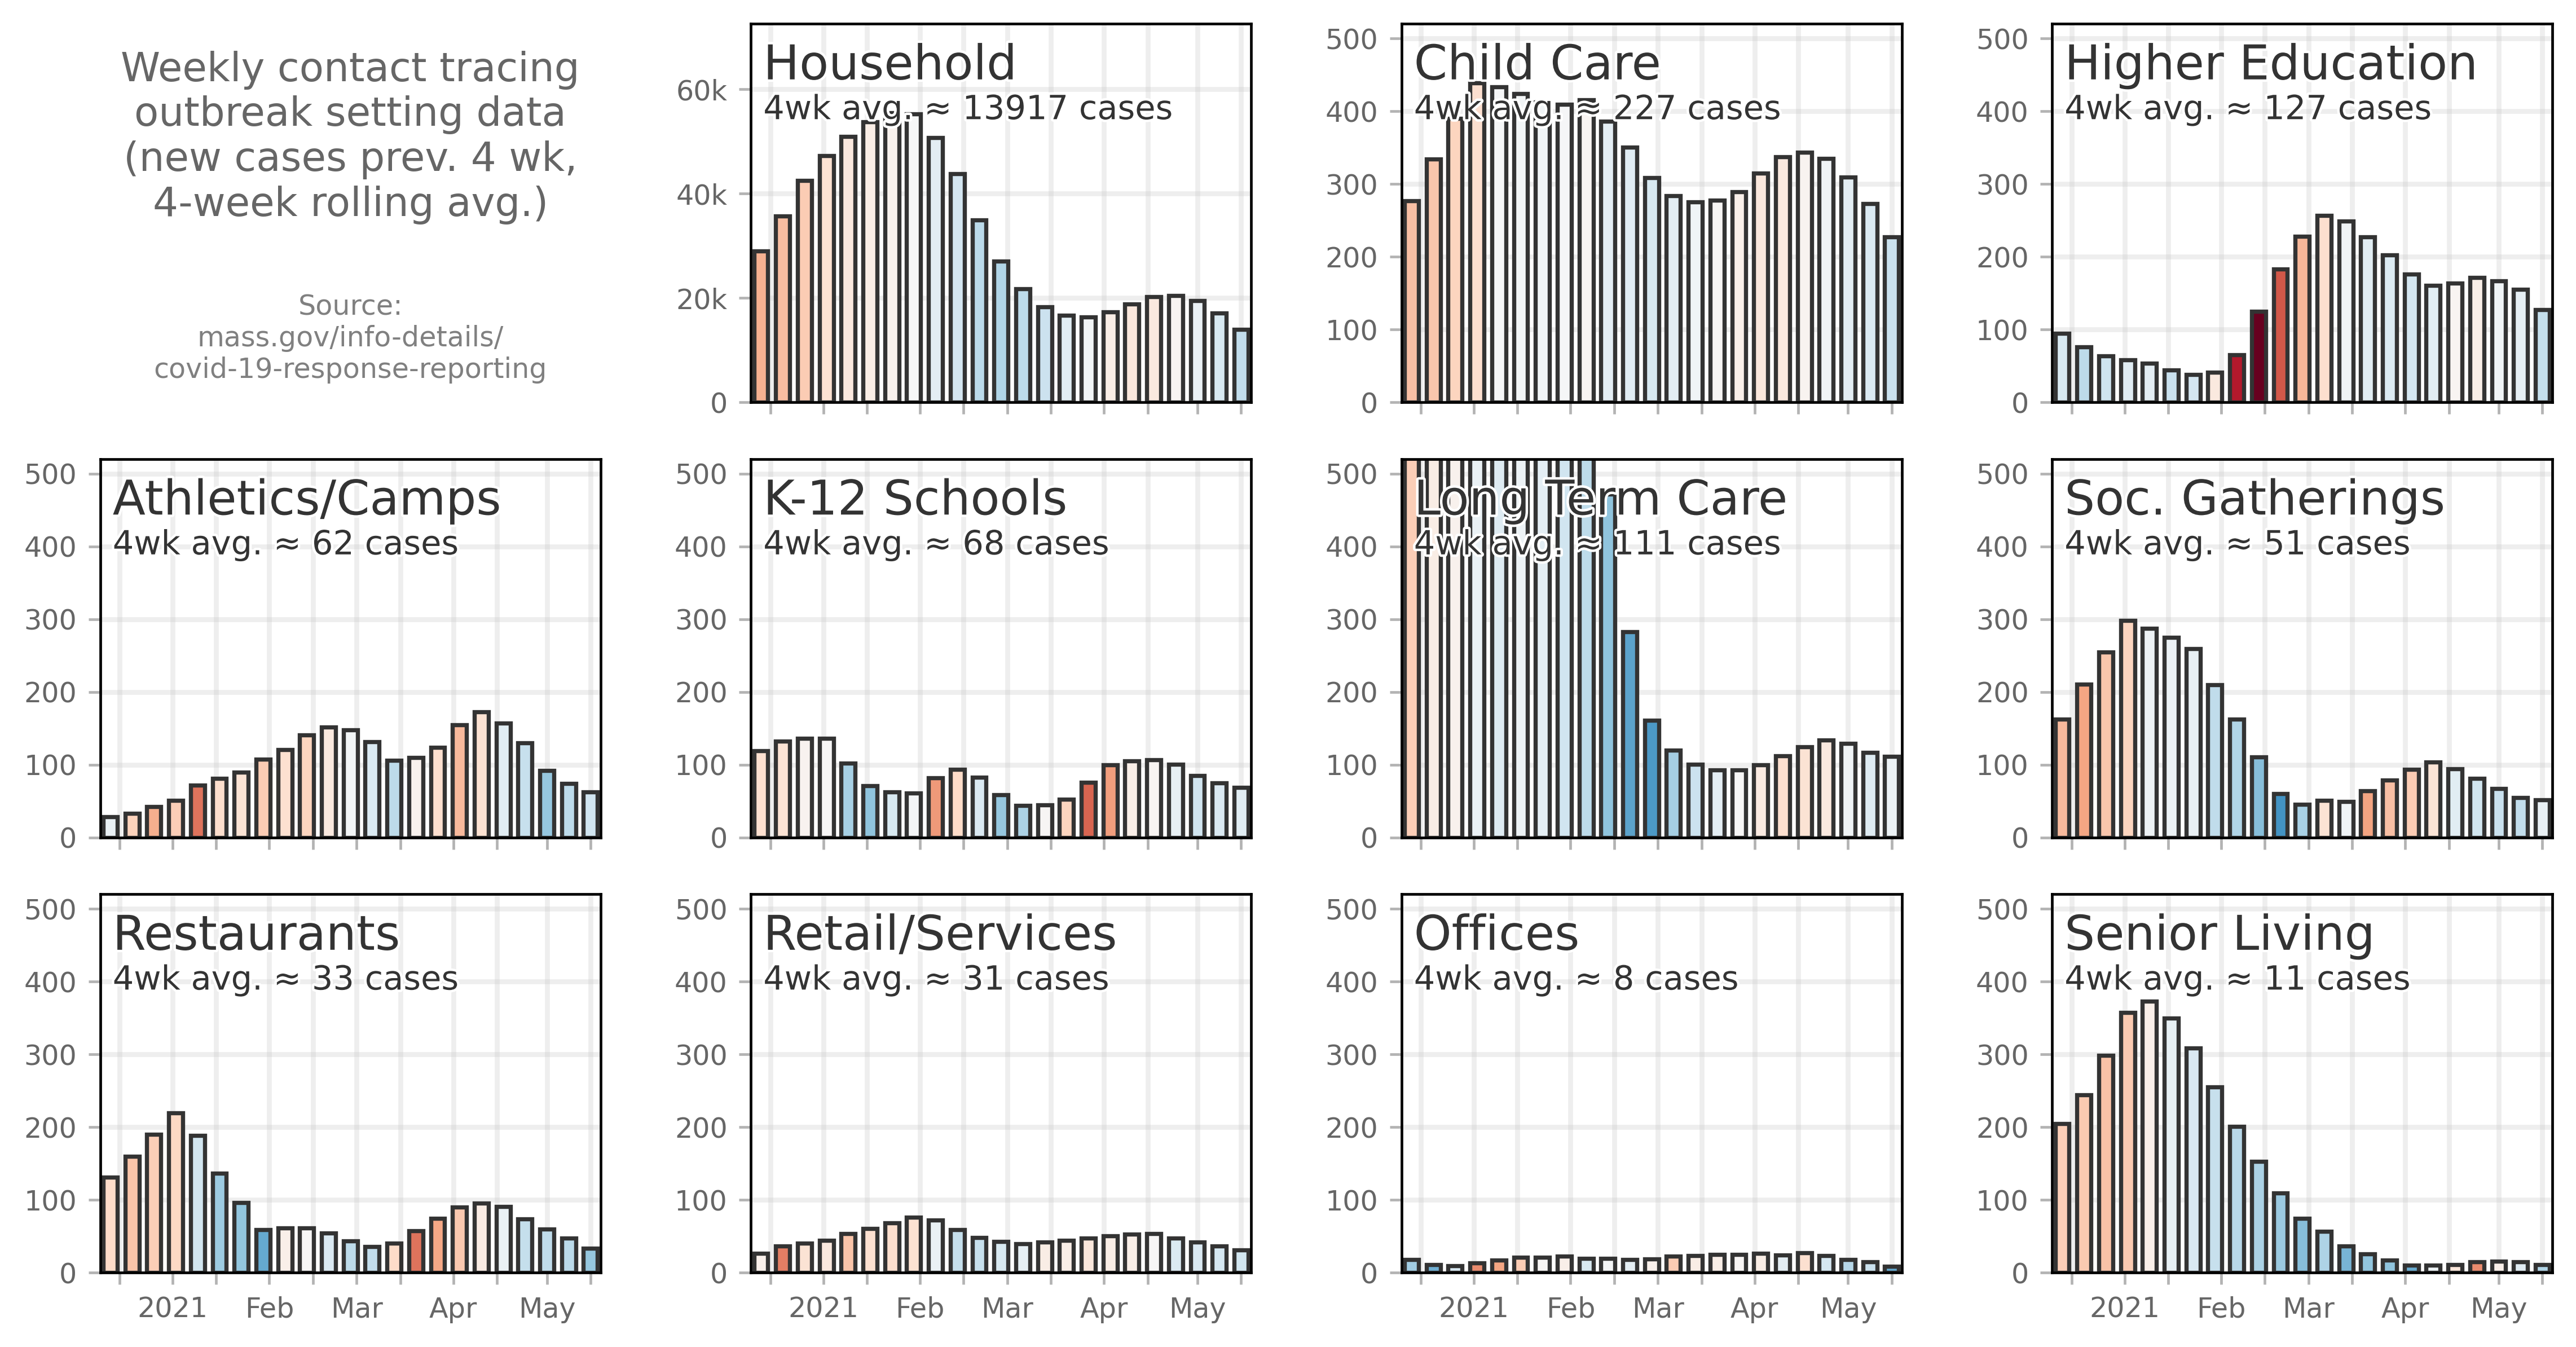 Weekly contact tracing
outbreak setting data
(new cases prev. 4 wk,
4-week rolling avg.)
Source:
mass.gov/info-details/
covid-19-response-reporting
Household
4wk avg. ≈ 13917 cases
60k
40k
20k
0
Child Care
4wk avg. ≈ 227 cases
500
400
300
200
100
0
Higher Education
4wk avg. ≈ 127 cases
500
400
300
200
100
0
Athletics/Camps
4wk avg. ≈ 62 cases
500
400
300
200
100
0
K-12 Schools
4wk avg. ≈ 68 cases
500
400
300
200
100
0
Long Term Care
4wk avg. ≈ 111 cases
500
400
300
200
100
0
Soc. Gatherings
4wk avg. ≈ 51 cases
500
400
300
200
100
0
Restaurants
4wk avg. ≈ 33 cases
500
400
300
200
100
0
2021 Feb Mar Apr May
Retail/Services
4wk avg. ≈ 31 cases
500
400
300
200
100
0
2021 Feb Mar Apr May
Offices
4wk avg. ≈ 8 cases
500
400
300
200
100
0
2021 Feb Mar Apr May
Senior Living
4wk avg. ≈ 11 cases
500
400
300
200
100
0
2021 Feb Mar Apr May